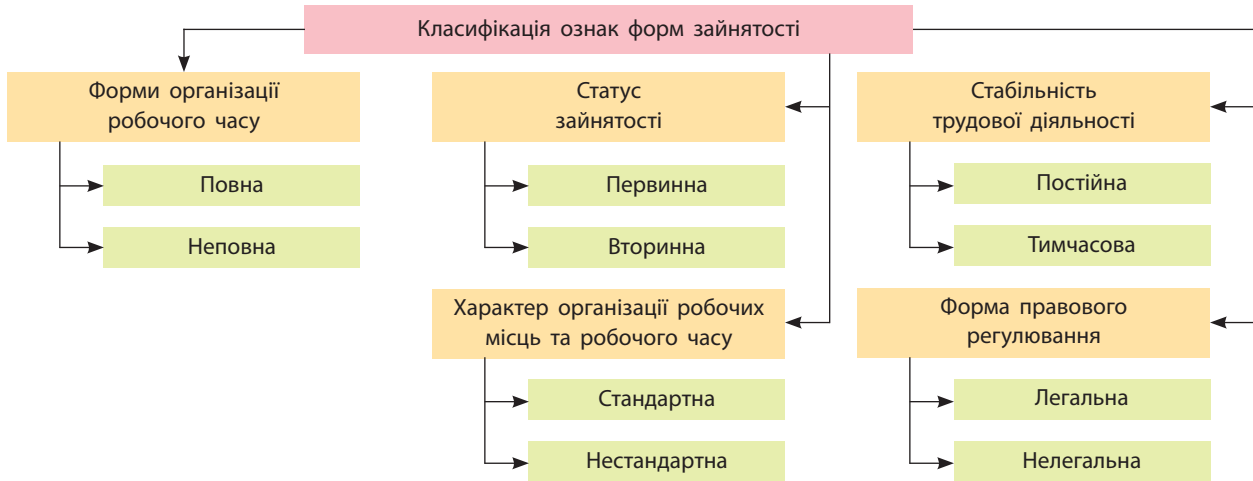 Класифікація ознак форм зайнятості
Форми організації
робочого часу
Повна
Неповна
Статус
зайнятості
Первинна
Вторинна
Характер організації робочих
місць та робочого часу
Стандартна
Нестандартна
Стабільність
трудової діяльності
Постійна
Тимчасова
Форма правового
регулювання
Легальна
Нелегальна